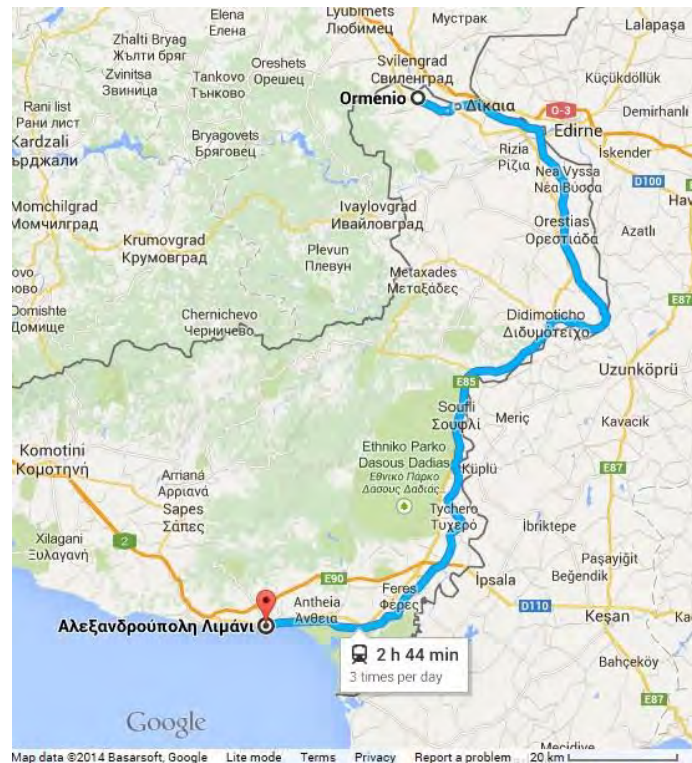 Elena
Елена
Lyubimets
Любимец
Мустрак
Lalapaşa
Zhalti Bryag
Жълти бряг
Oreshets
Орешец
Svilengrad
Свиленград
Zvinitsa
Звиница
Tankovo
Тънково
Küçükdöllük
Ormenio
Δίκαια
O-3
Demirhanlı
Edirne
Rani list
Рани лист
Kardzali
ърджали
Bryagovets
Бряговец
Rizia
Ρίζια
İskender
Nea Vyssa
Νέα Βύσσα
D100
Hav
Momchilgrad
Момчилград
Ivaylovgrad
Ивайловград
Orestias
Ορεστιάδα
Azatlı
Krumovgrad
Крумовград
Plevun
Плевун
Metaxades
Μεταξάδες
ovo
рово
E87
Domishte
Домище
Chernichevo
Черничево
Didimoticho
Διδυμότειχο
Uzunköprü
E85
Soufli
Σουφλί
Meriç
Kavacık
Komotini
Κομοτηνή
Ethniko Parko
Dasous Dadias
Εθνικό Πάρκο
Δασους Δαδιάς
Küplü
E87
Arriana
Αρριανά
Sapes
Σάπες
Tychero
Τυχερό
İbriktepe
2
Xilagani
Ξυλαγανή
Paşayiğit
E90
Feres
Φέρες
İpsala
Beğendik
Antheia
Άνθεια
D110
Keşan
Αλεξανδρούπολη Λιμάνι
2 h 44 min
3 times per day
Bahçeköy
E87
Google
Mecidiye
Map data ©2014 Basarsoft, Google Lite mode Terms Privacy Report a problem 20 km